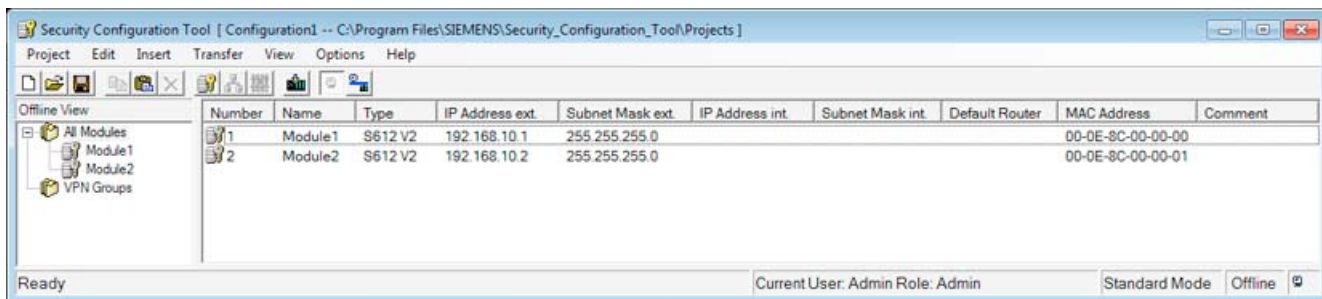 Security Configuration Tool [ Configuration1 -- C:\Program Files\SIEMENS\Security_Configuration_Tool\Projects ]
Project Edit Insert Transfer View Options Help
Offline View
All Modules
Module1
Module2
VPN Groups
Number Name Type IP Address ext. Subnet Mask ext. IP Address int. Subnet Mask int. Default Router MAC Address Comment
1 Module1 S612 V2 192.168.10.1 255.255.255.0 00-0E-8C-00-00-00
2 Module2 S612 V2 192.168.10.2 255.255.255.0 00-0E-8C-00-00-01
Ready Current User: Admin Role: Admin Standard Mode Offline